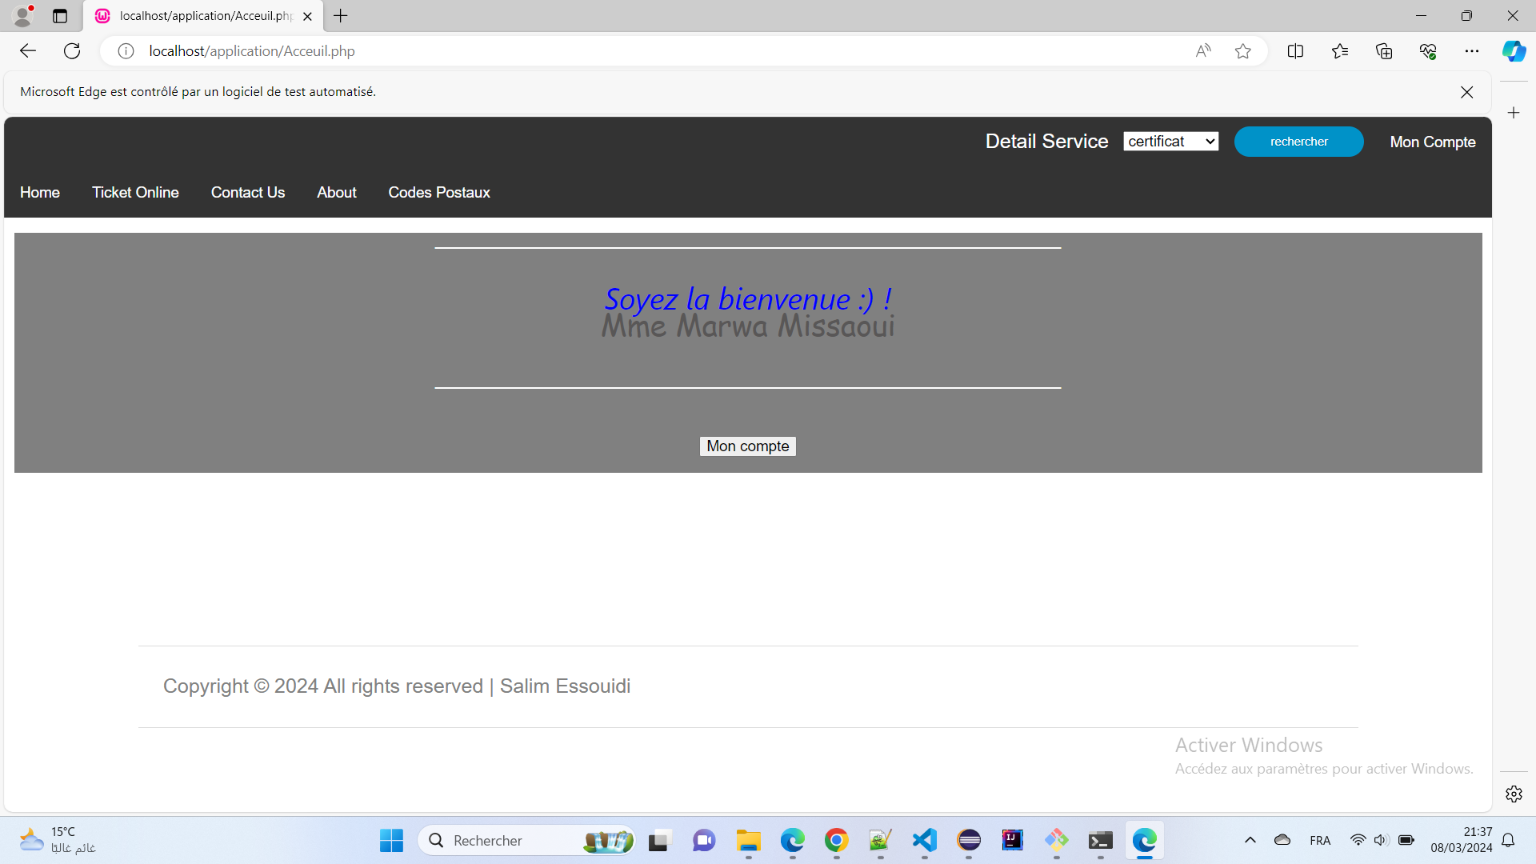 localhost/application/Acceuil.php
localhost/application/Acceuil.php
Microsoft Edge est contrôlé par un logiciel de test automatisé.
Detail Service certificat rechercher Mon Compte
Home Ticket Online Contact Us About Codes Postaux
Soyez la bienvenue :) !
Mme Marwa Missaoui
Mon compte
Copyright © 2024 All rights reserved | Salim Essouidi
Activer Windows
Accédez aux paramètres pour activer Windows.
15°C
غائم غالبًا
Rechercher
FRA
21:37
08/03/2024